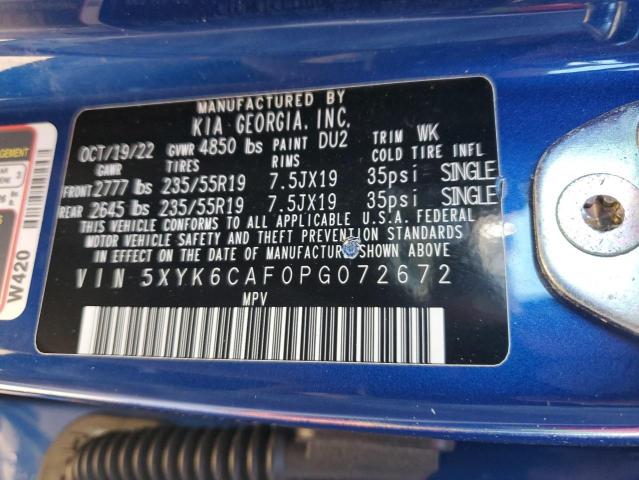 MANUFACTURED BY
KIA GEORGIA, INC.
OCT/19/22 GVWR 4850 lbs PAINT DU2 TRIM WK
GAWR TIRES RIMS COLD TIRE INFL
FRONT 2777 lbs 235/55R19 7.5JX19 35psi SINGLE
REAR 2645 lbs 235/55R19 7.5JX19 35psi SINGLE
THIS VEHICLE CONFORMS TO ALL APPLICABLE U.S.A. FEDERAL
MOTOR VEHICLE SAFETY AND THEFT PREVENTION STANDARDS
IN EFFECT ON THE DATE OF MANUFACTURE SHOWN ABOVE.
VIN 5XYK6CAF0PG072672
MPV
W420